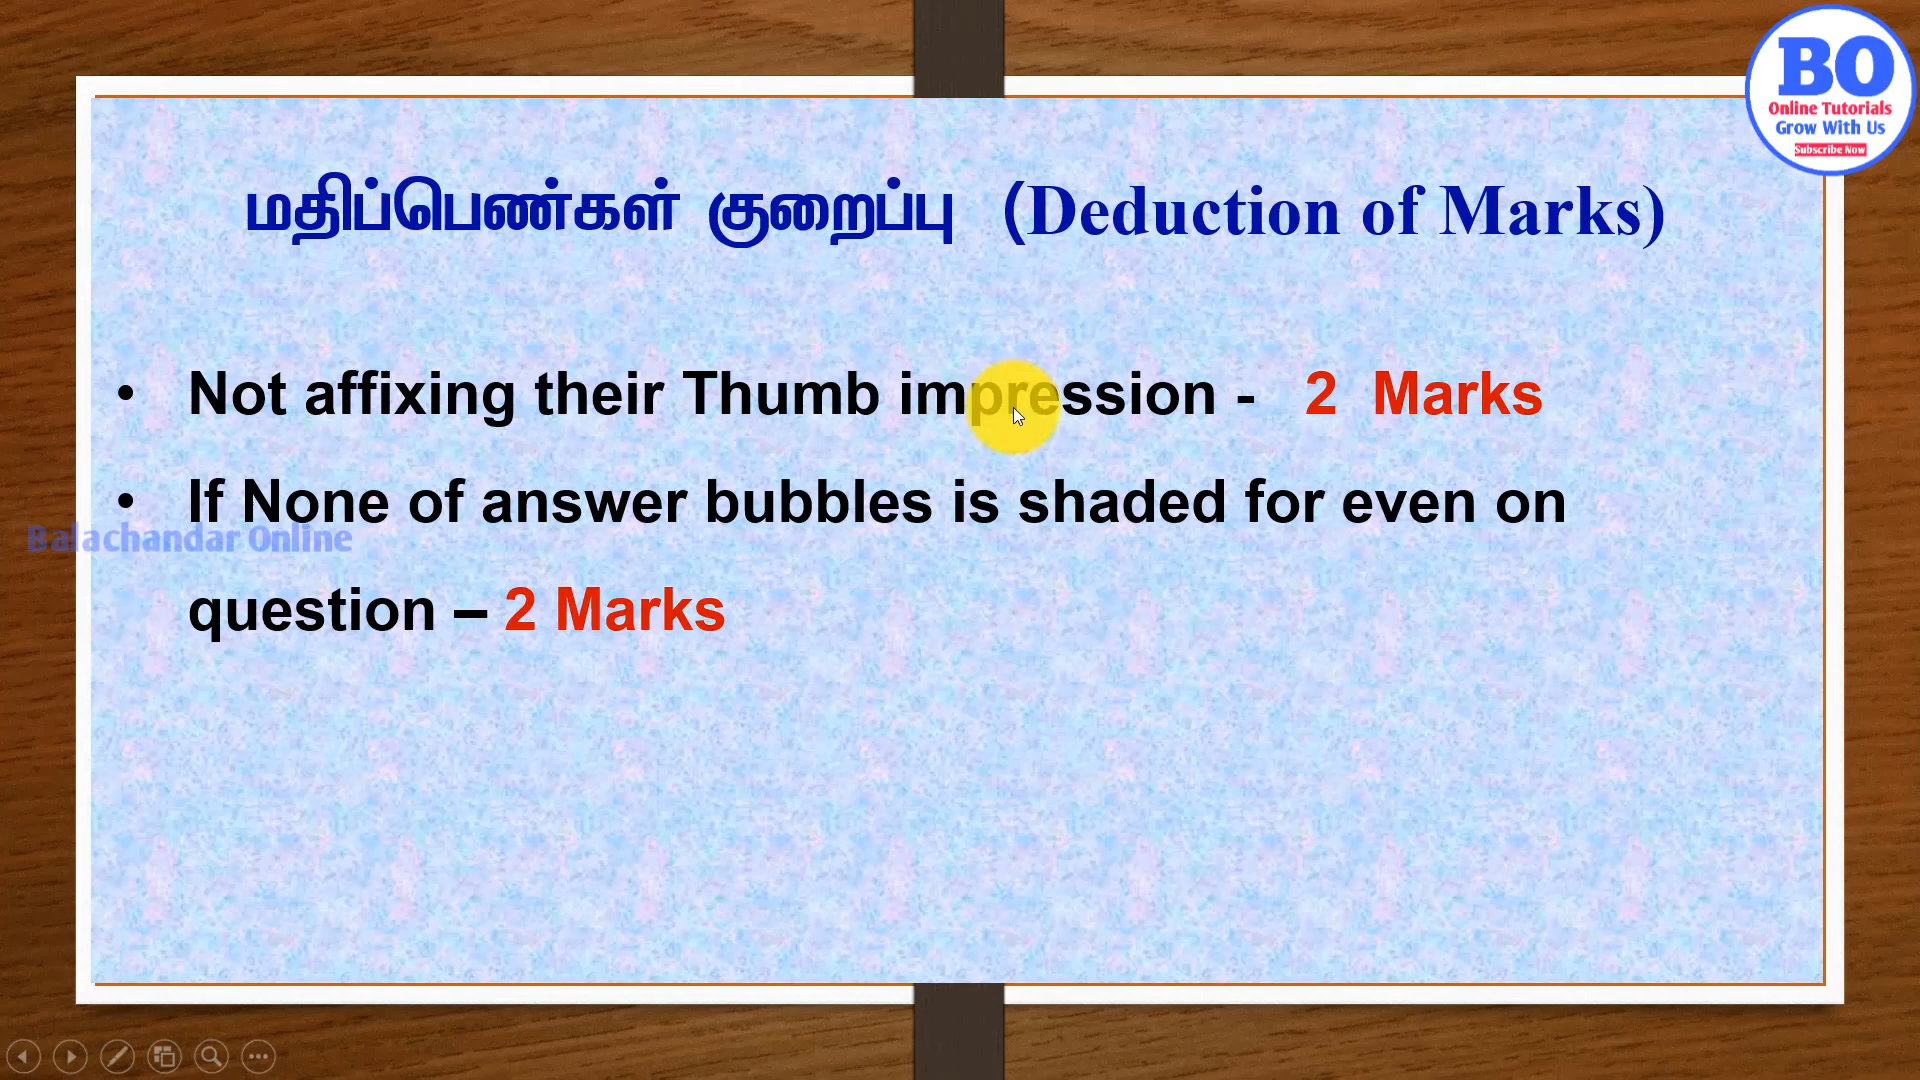 BO
Online Tutorials
Grow With Us
Subscribe Now
மதிப்பெண்கள் குறைப்பு (Deduction of Marks)
• Not affixing their Thumb impression - 2 Marks
• If None of answer bubbles is shaded for even on
Balachandar Online
question – 2 Marks